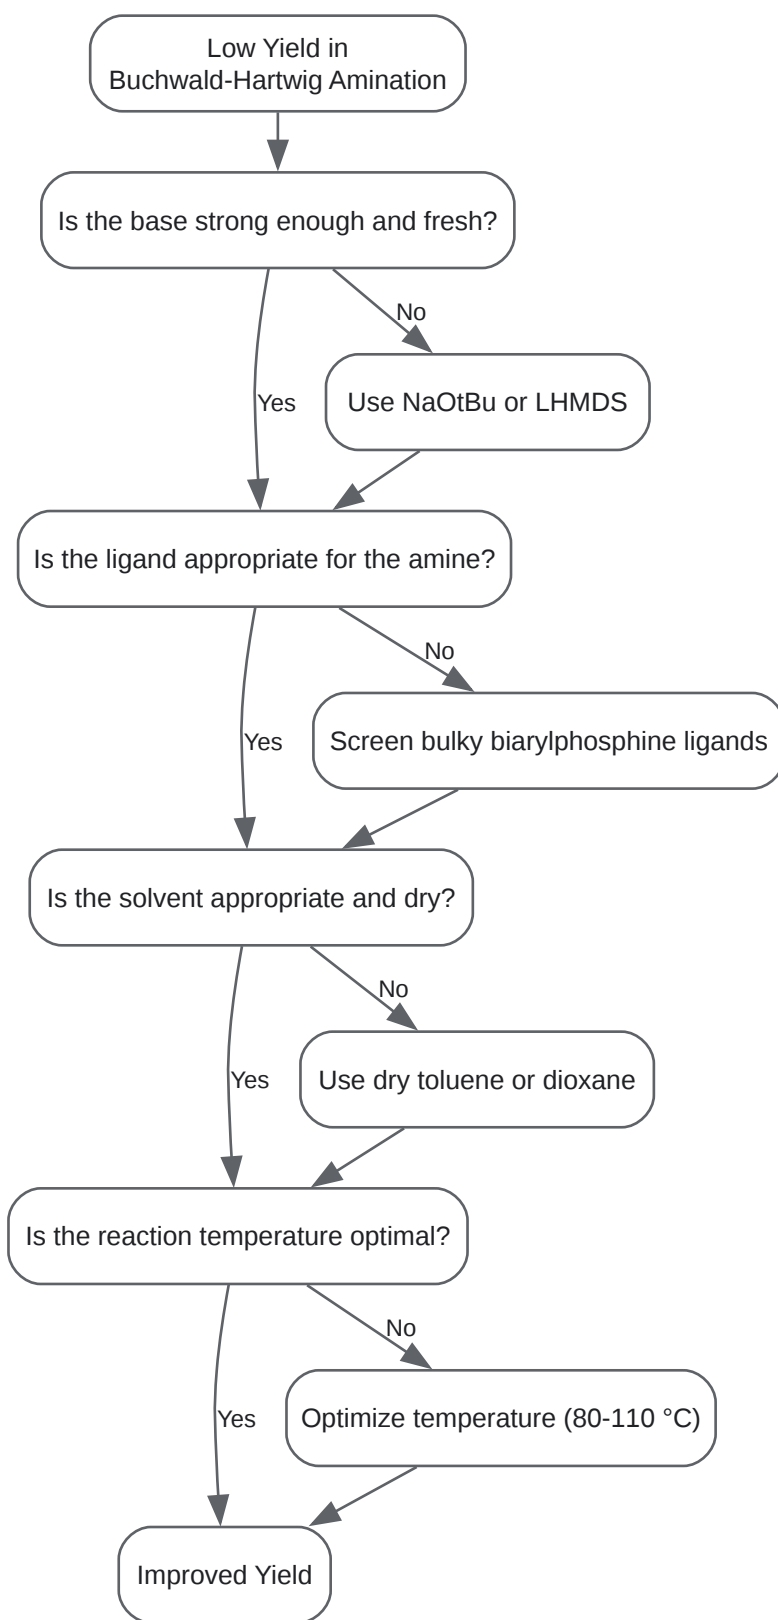 Low Yield in
Buchwald-Hartwig Amination
Is the base strong enough and fresh?
No
Yes
Use NaOtBu or LHMDS
Is the ligand appropriate for the amine?
No
Yes
Screen bulky biarylphosphine ligands
Is the solvent appropriate and dry?
No
Yes
Use dry toluene or dioxane
Is the reaction temperature optimal?
No
Yes
Optimize temperature (80-110 °C)
Improved Yield